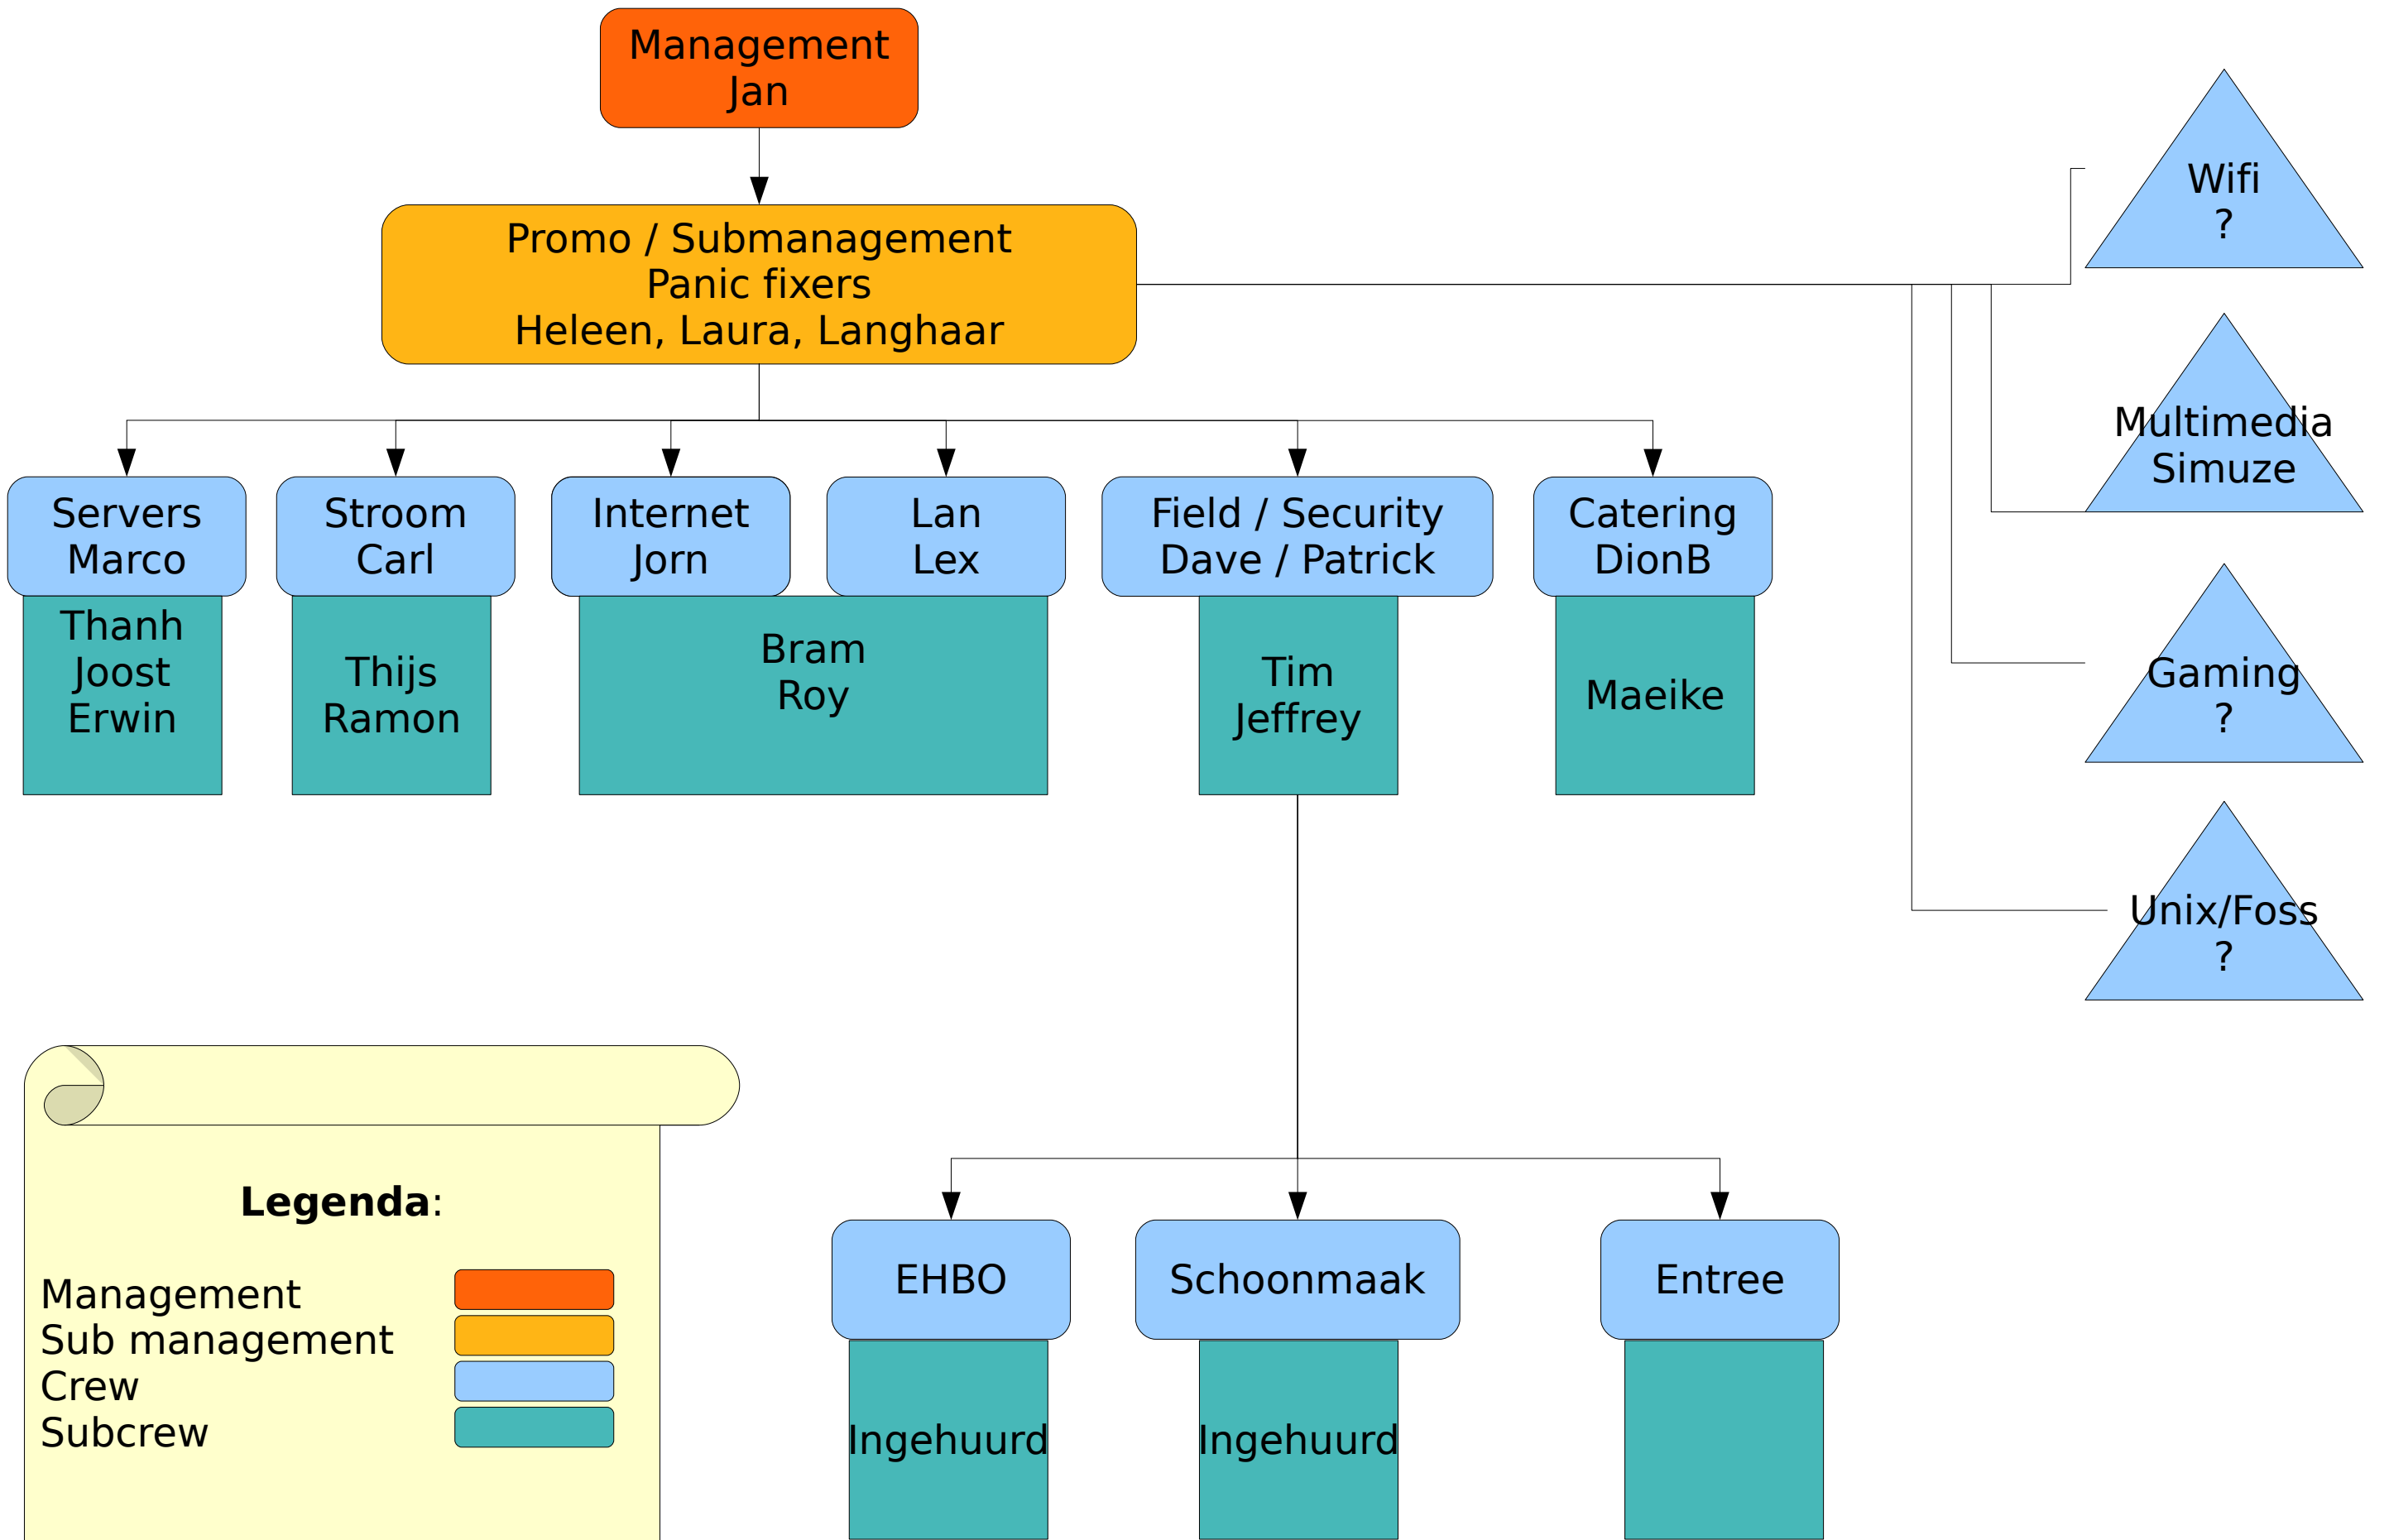 Management
Jan
Promo / Submanagement
Panic fixers
Heleen, Laura, Langhaar
Wifi
?
Multimedia
Simuze
Gaming
?
Unix/Foss
?
Servers
Marco
Thanh
Joost
Erwin
Stroom
Carl
Thijs
Ramon
Internet
Jorn
Lan
Lex
Bram
Roy
Field / Security
Dave / Patrick
Tim
Jeffrey
Catering
DionB
Maeike
EHBO
Ingehuurd
Schoonmaak
Ingehuurd
Entree
Legenda:
Management
Sub management
Crew
Subcrew